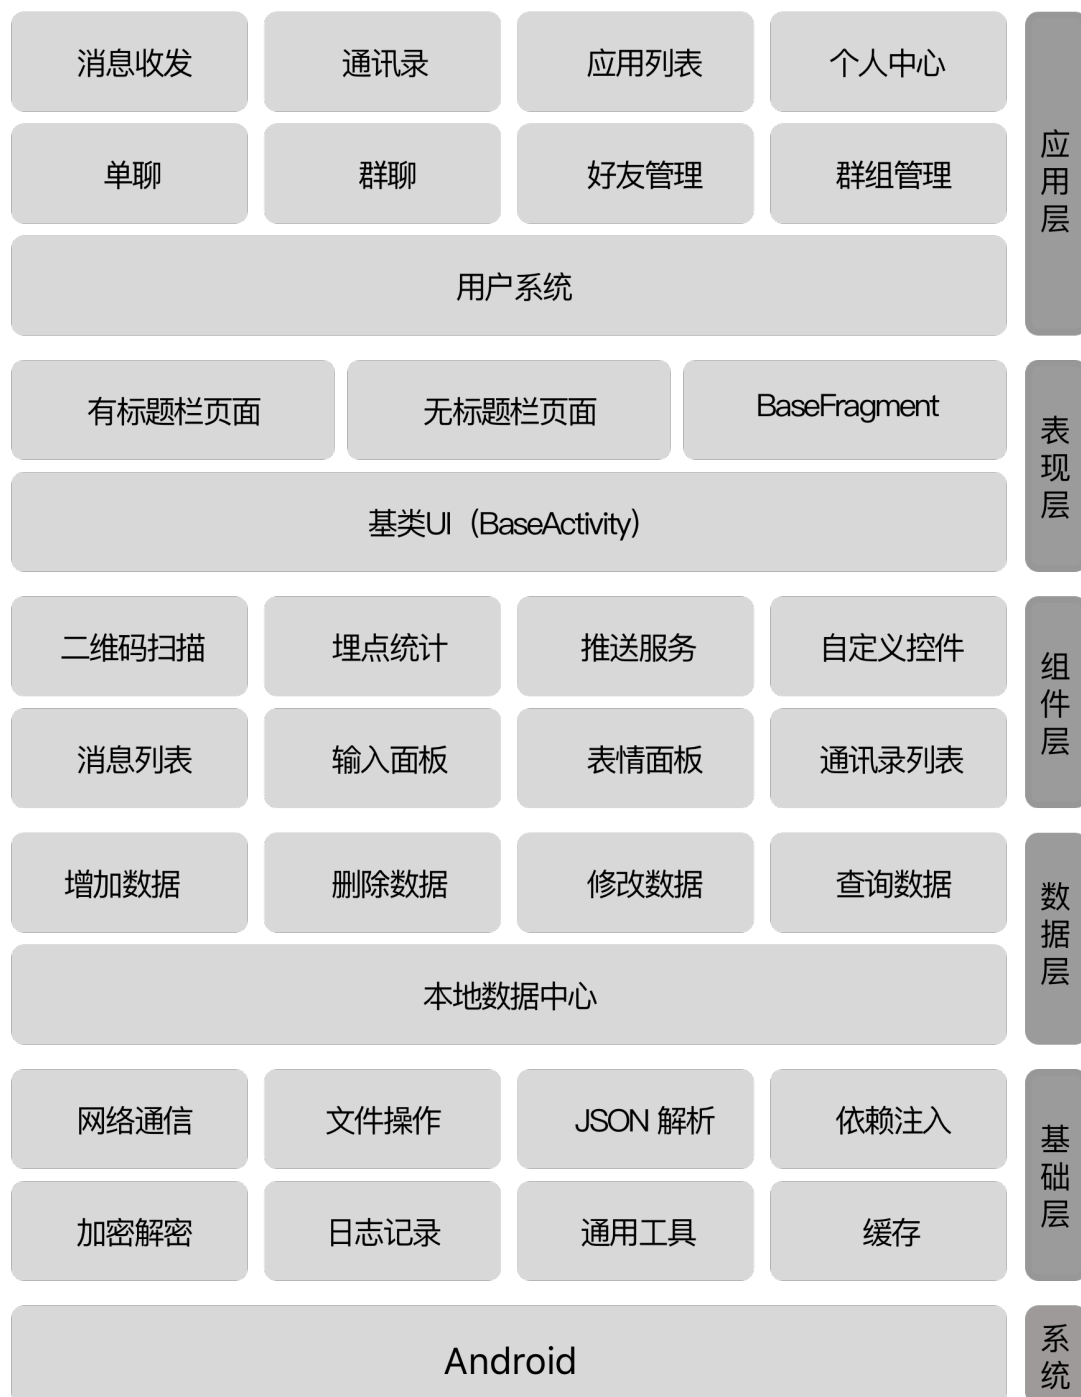 消息收发
通讯录
应用列表
个人中心
单聊
群聊
好友管理
群组管理
用户系统
应用层
有标题栏页面
无标题栏页面
BaseFragment
基类UI（BaseActivity）
表现层
二维码扫描
埋点统计
推送服务
自定义控件
消息列表
输入面板
表情面板
通讯录列表
组件层
增加数据
删除数据
修改数据
查询数据
本地数据中心
数据层
网络通信
文件操作
JSON 解析
依赖注入
加密解密
日志记录
通用工具
缓存
基础层
Android
系统